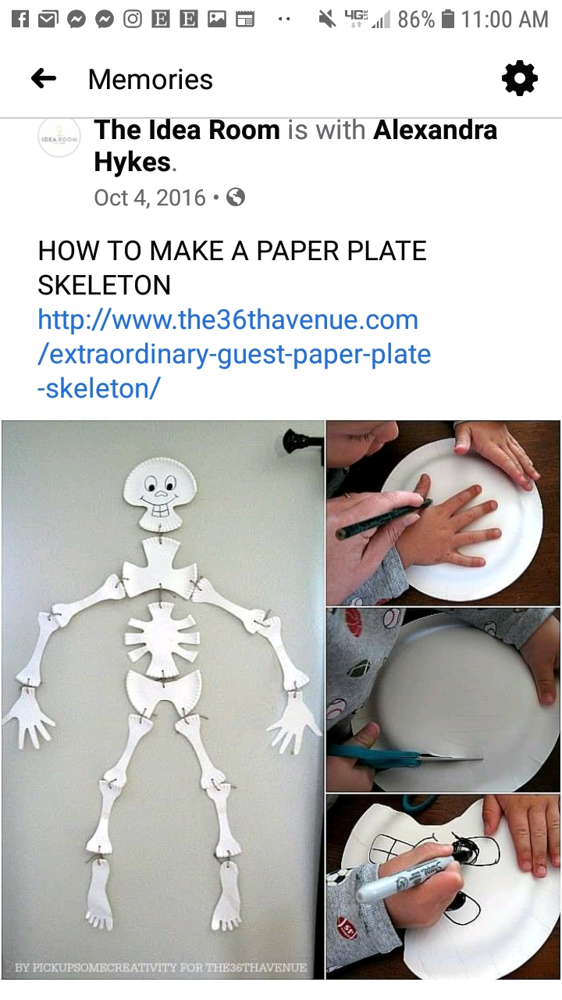 86% 11:00 AM
Memories
IDEA ROOM
The Idea Room is with Alexandra
Hykes.
Oct 4, 2016 •
HOW TO MAKE A PAPER PLATE
SKELETON
http://www.the36thavenue.com
/extraordinary-guest-paper-plate
-skeleton/
BY PICKUPSOMECREATIVITY FOR THE36THAVENUE